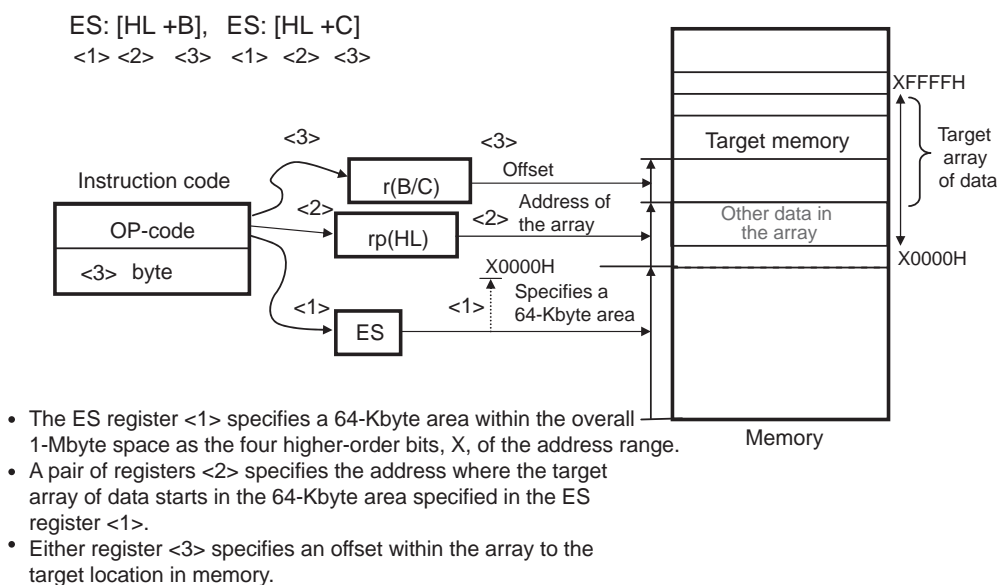 ES: [HL +B], ES: [HL +C]
<1> <2> <3> <1> <2> <3>
XFFFFH
<3>
<3>
Target memory
Target
array
of data
Instruction code
r(B/C)
Offset
OP-code
<2>
rp(HL)
<2>
Address of
the array
Other data in
the array
<3> byte
X0000H
X0000H
<1>
ES
<1>
Specifies a
64-Kbyte area
Memory
• The ES register <1> specifies a 64-Kbyte area within the overall
1-Mbyte space as the four higher-order bits, X, of the address range.
• A pair of registers <2> specifies the address where the target
array of data starts in the 64-Kbyte area specified in the ES
register <1>.
• Either register <3> specifies an offset within the array to the
target location in memory.